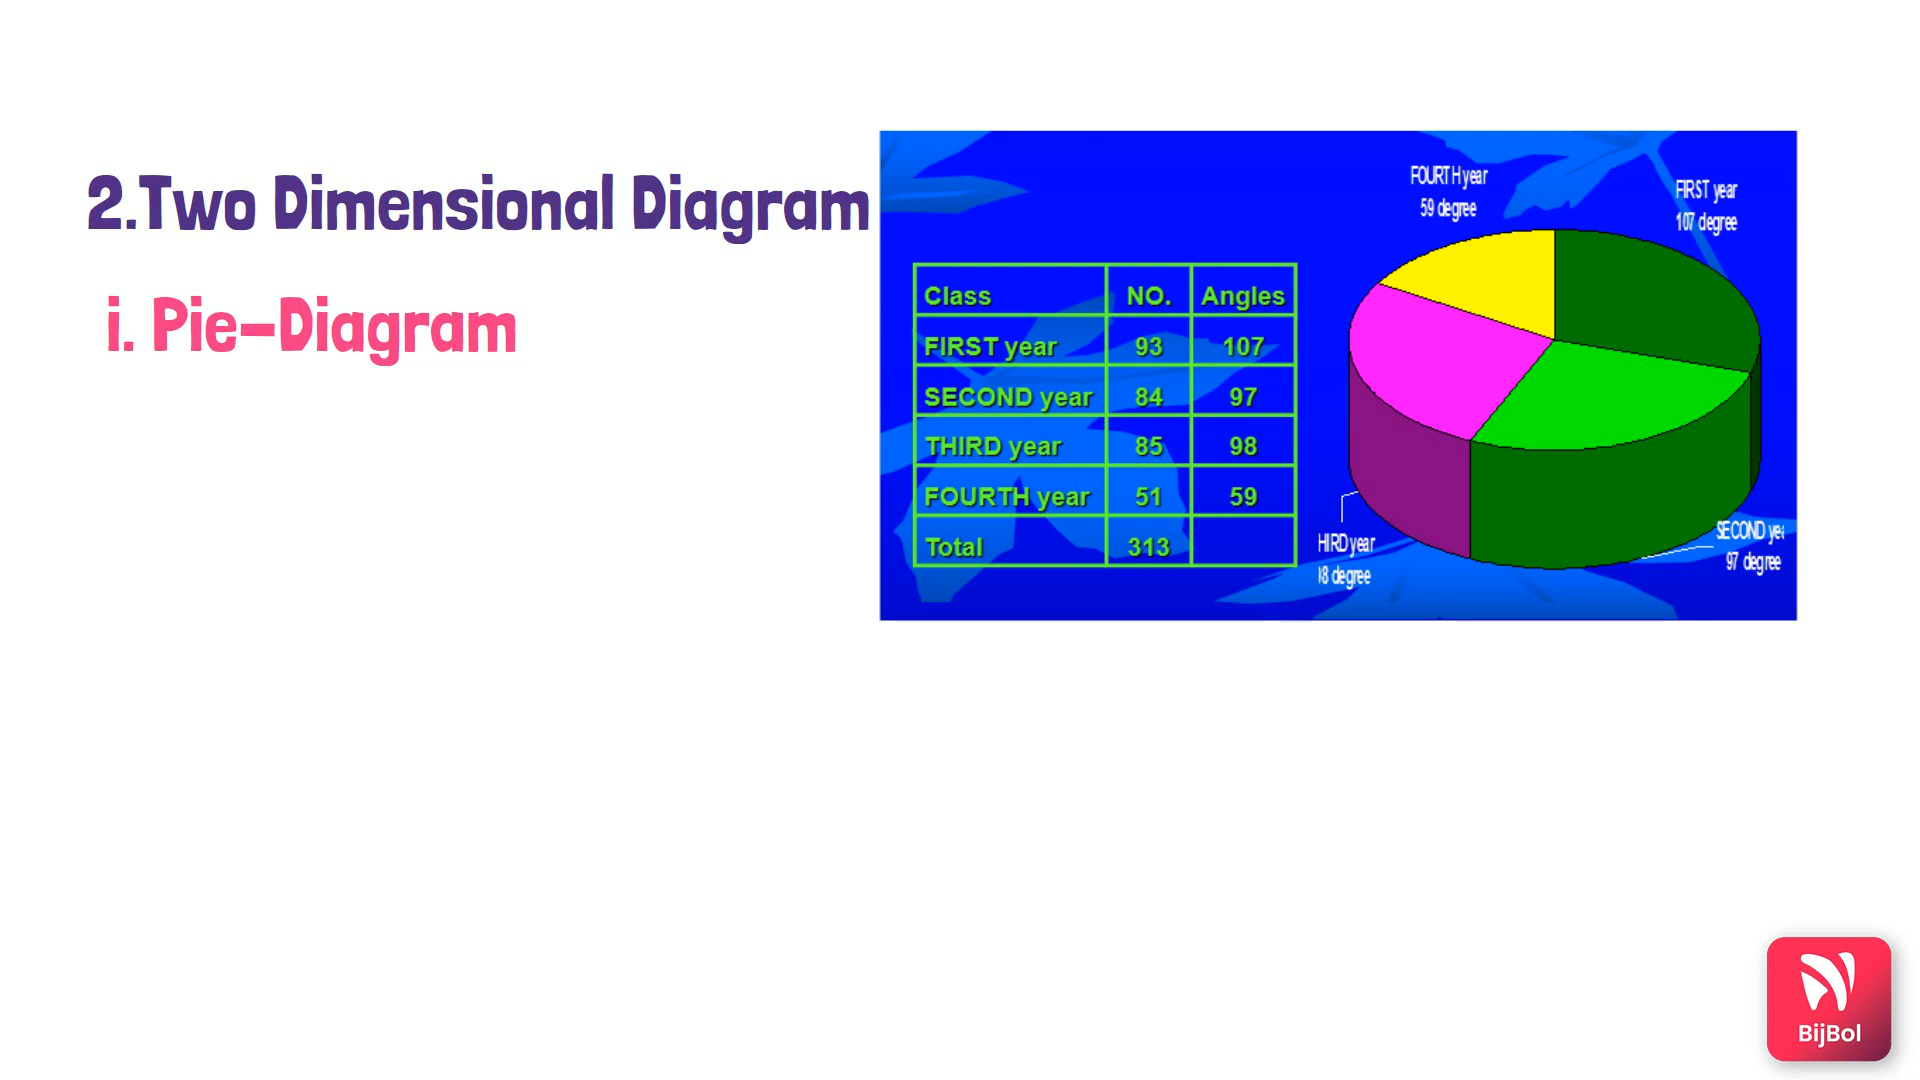 2.Two Dimensional Diagram
i. Pie-Diagram
Class NO. Angles
FIRST year 93 107
SECOND year 84 97
THIRD year 85 98
FOURTH year 51 59
Total 313
FOURTH year
59 degree
FIRST year
107 degree
HIRD year
degree
SECOND
97 degree
BijBol